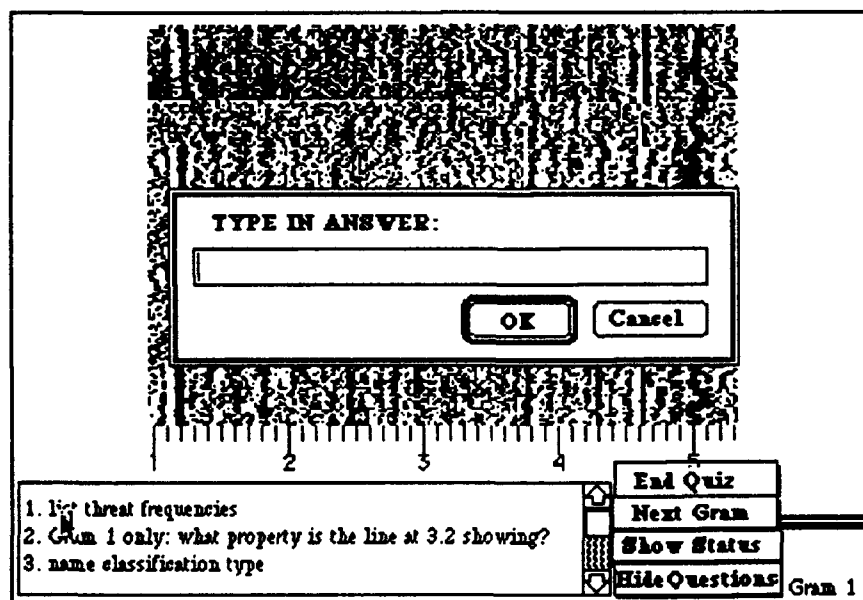 TYPE IN ANSWER:
OK
Cancel
1 2 3 4 5
End Quiz
1. list threat frequencies
Next Gram
2. Gram 1 only: what property is the line at 3.2 showing?
Show Status
3. name classification type
Hide Questions
Gram 1